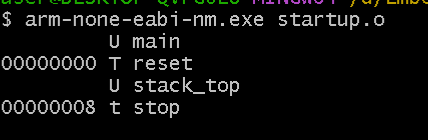 $ arm-none-eabi-nm.exe startup.o
U main
00000000 T reset
U stack_top
00000008 t stop